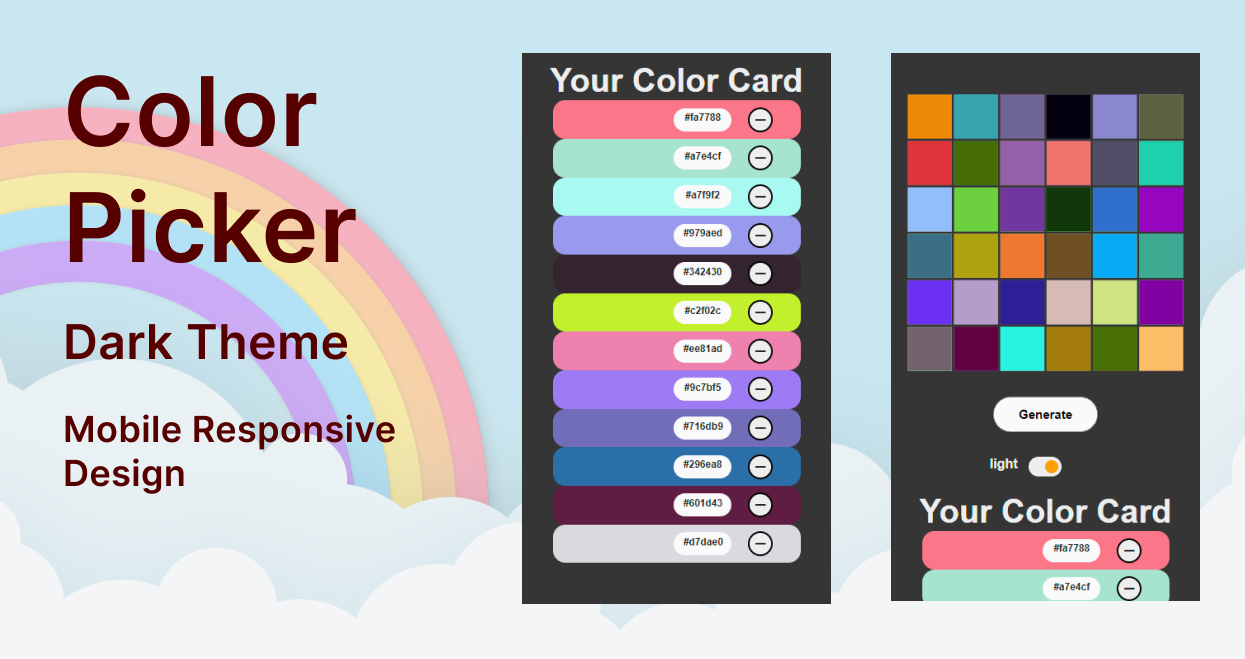 Color
Picker
Dark Theme
Mobile Responsive
Design
Your Color Card
#fa7788
#a7e4cf
#a7f9f2
#979aed
#342430
#c2f02c
#ee81ad
#9c7bf5
#716db9
#296ea8
#601d43
#d7dae0
Generate
light
Your Color Card
#fa7788
#a7e4cf